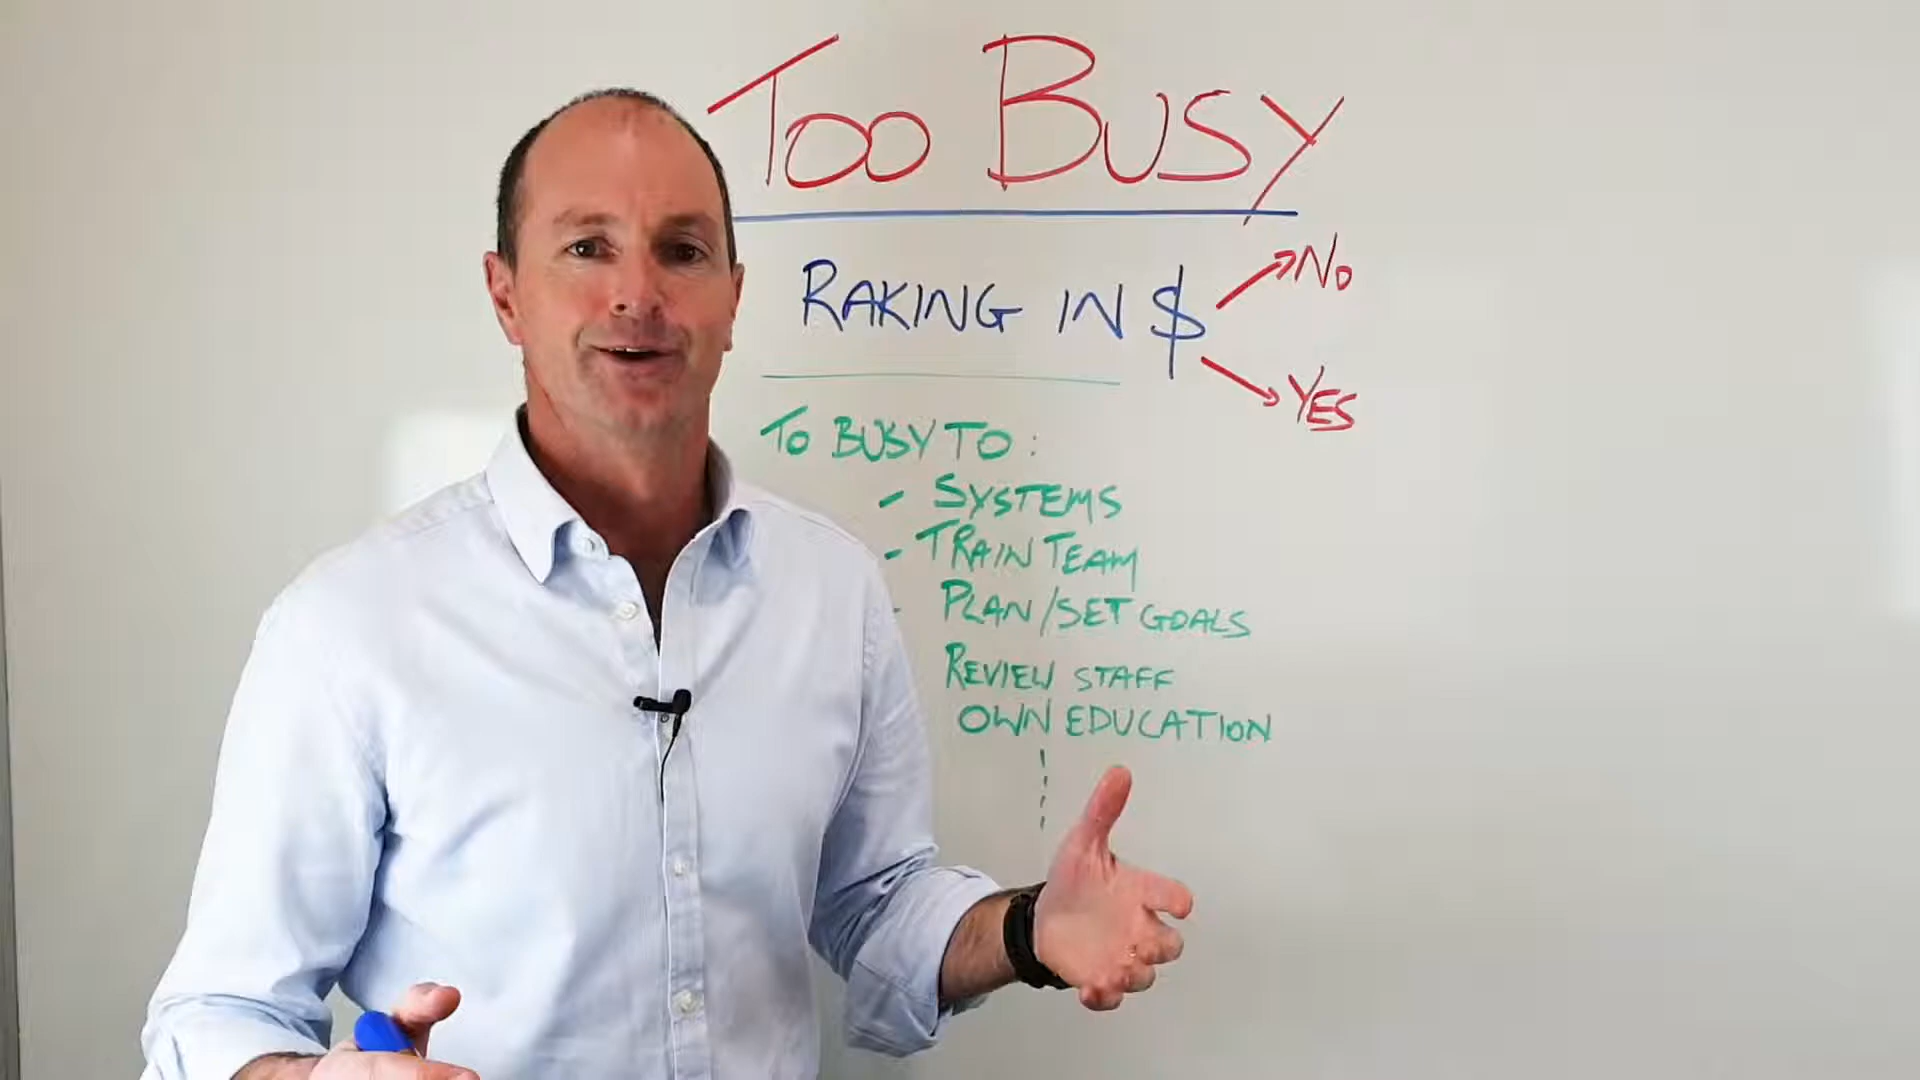 TOO BUSY
RAKING IN $
NO
YES
TO BUSY TO:
- SYSTEMS
- TRAIN TEAM
- PLAN/SET GOALS
REVIEW STAFF
OWN EDUCATION